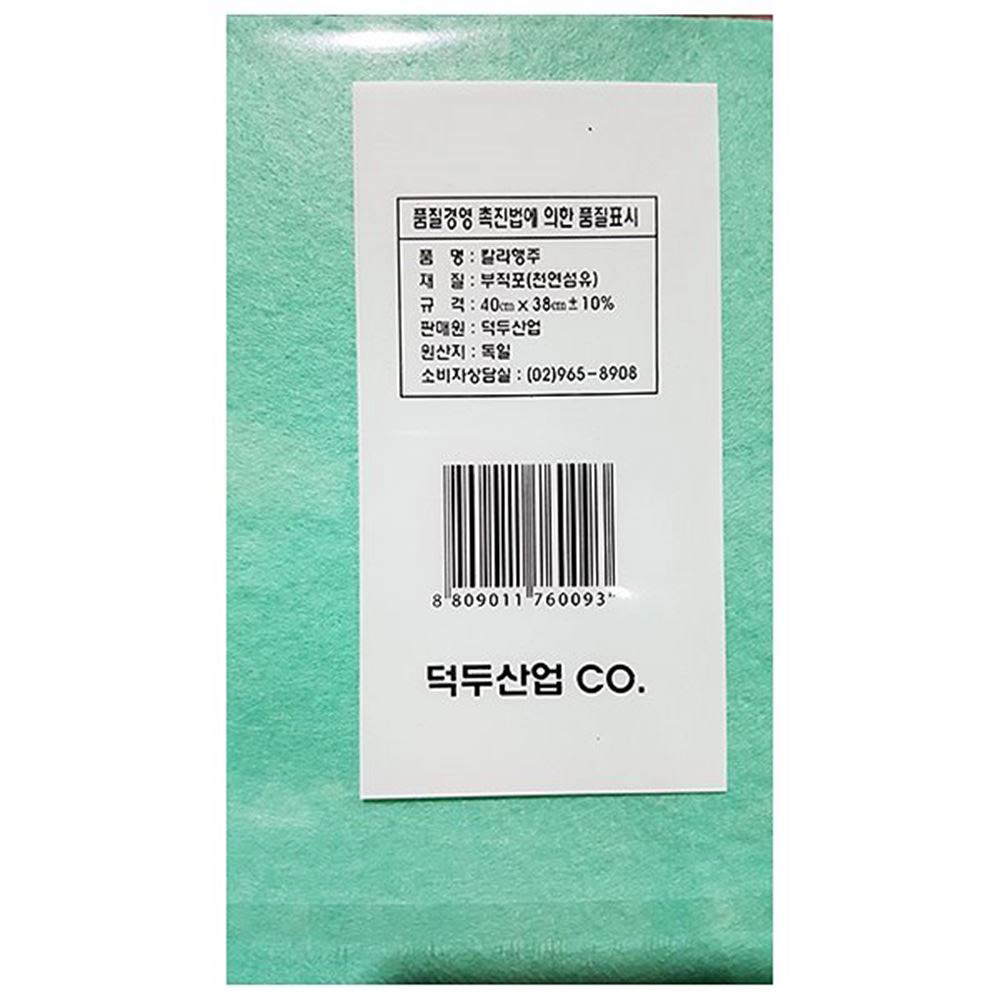 품질경영 촉진법에 의한 품질표시
품 명 : 칼라행주
재 질 : 부직포(천연섬유)
규 격 : 40㎝ x 38㎝ ± 10%
판매원 : 덕두산업
원산지 : 독일
소비자상담실 : (02)965-8908
8 809011 760093
덕두산업 CO.